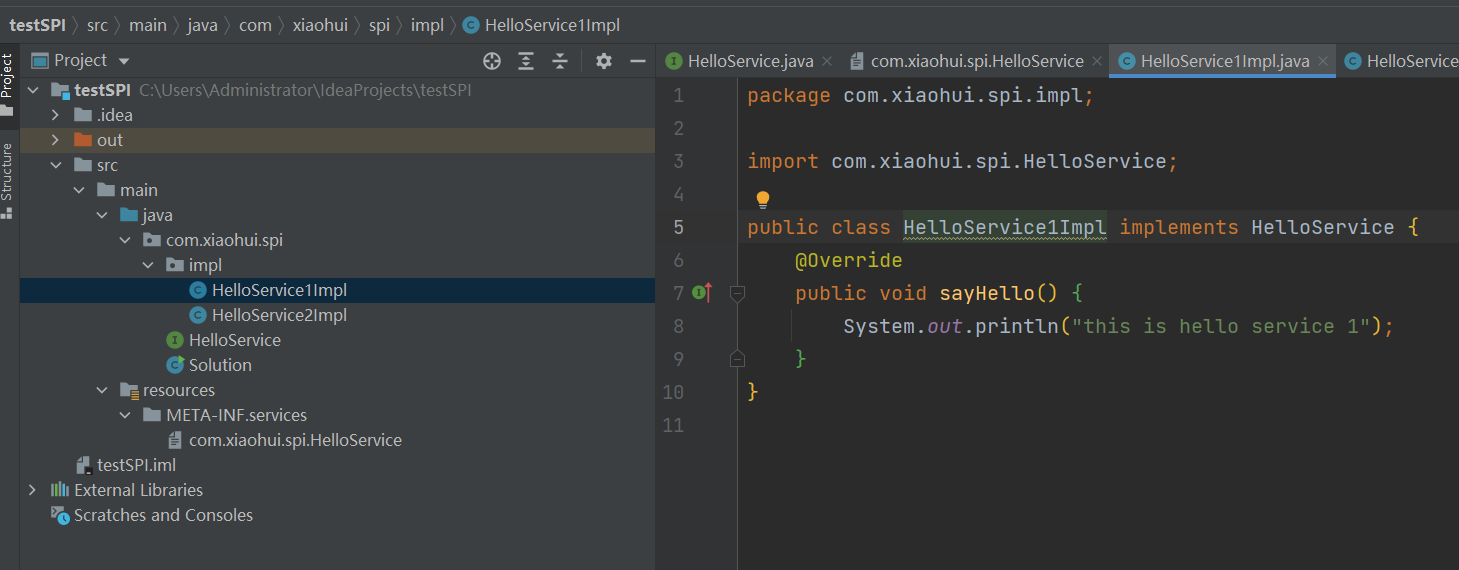 testSPI src main java com xiaohui spi impl HelloService1Impl
Project
Structure
Project
testSPI C:\Users\Administrator\IdeaProjects\testSPI
.idea
out
src
main
java
com.xiaohui.spi
impl
HelloService1Impl
HelloService2Impl
HelloService
Solution
resources
META-INF.services
com.xiaohui.spi.HelloService
testSPI.iml
External Libraries
Scratches and Consoles
HelloService.java com.xiaohui.spi.HelloService HelloService1Impl.java HelloService
1 package com.xiaohui.spi.impl;
2
3 import com.xiaohui.spi.HelloService;
4
5 public class HelloService1Impl implements HelloService {
6 @Override
7 public void sayHello() {
8 System.out.println("this is hello service 1");
9 }
10 }
11